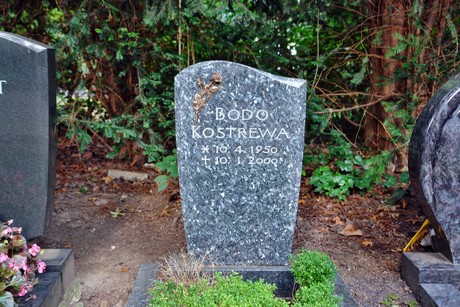 BODO
KOSTREWA
* 10. 4. 1950
+ 10. 1. 2000
T